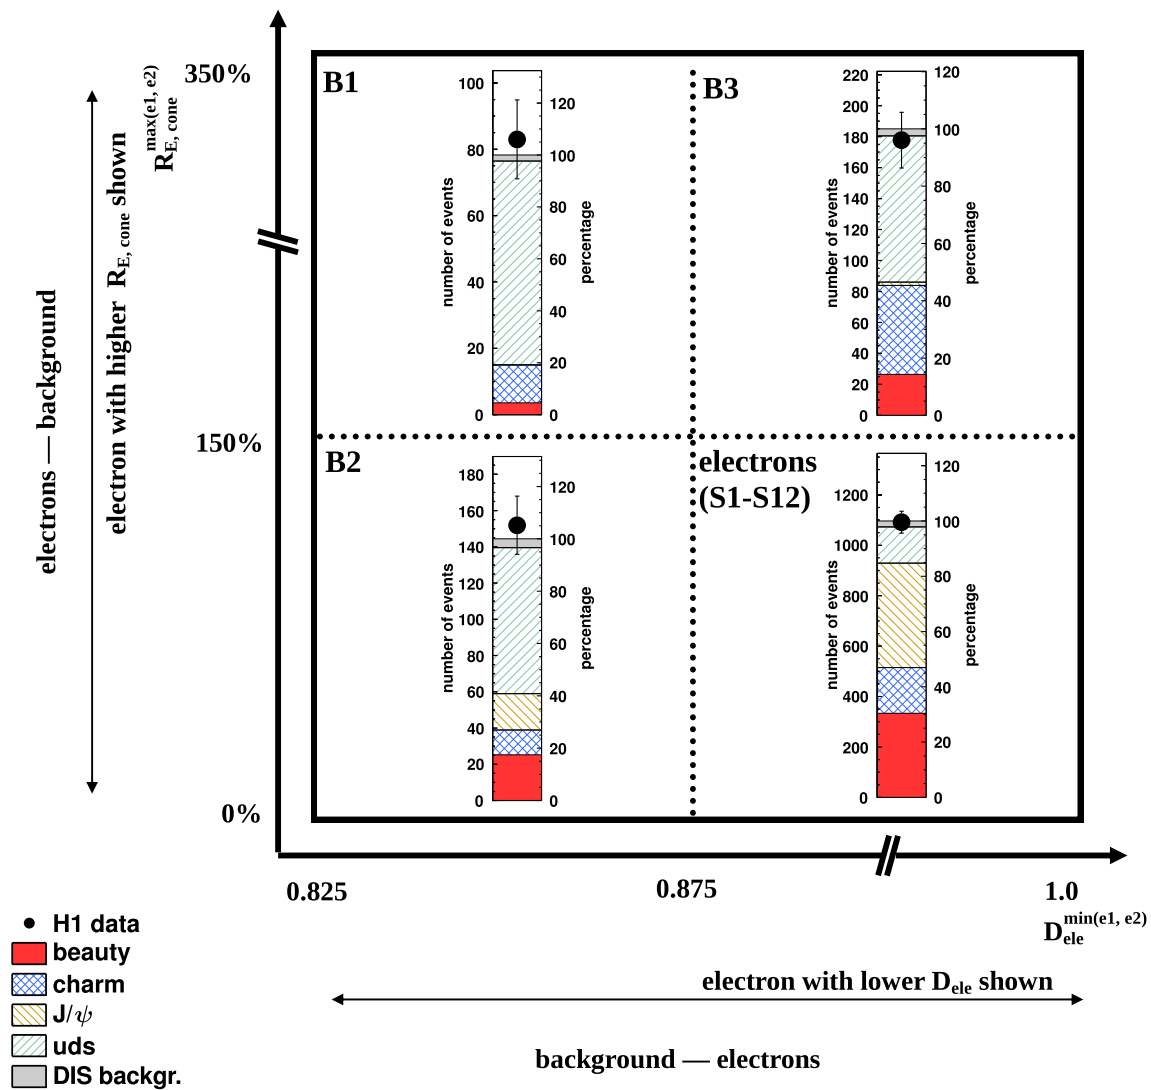 350%
R_{E, cone}^{max(e1, e2)}
150%
0%
electrons — background
electron with higher R_{E, cone} shown
B1
100
80
60
40
20
0
number of events
120
100
80
60
40
20
0
percentage
B3
220
200
180
160
140
120
100
80
60
40
20
0
number of events
120
100
80
60
40
20
0
percentage
B2
180
160
140
120
100
80
60
40
20
0
number of events
120
100
80
60
40
20
0
percentage
electrons
(S1-S12)
1200
1000
800
600
400
200
0
number of events
120
100
80
60
40
20
0
percentage
0.825
0.875
1.0
D_{ele}^{min(e1, e2)}
electron with lower D_{ele} shown
background — electrons
H1 data
beauty
charm
J/ψ
uds
DIS backgr.